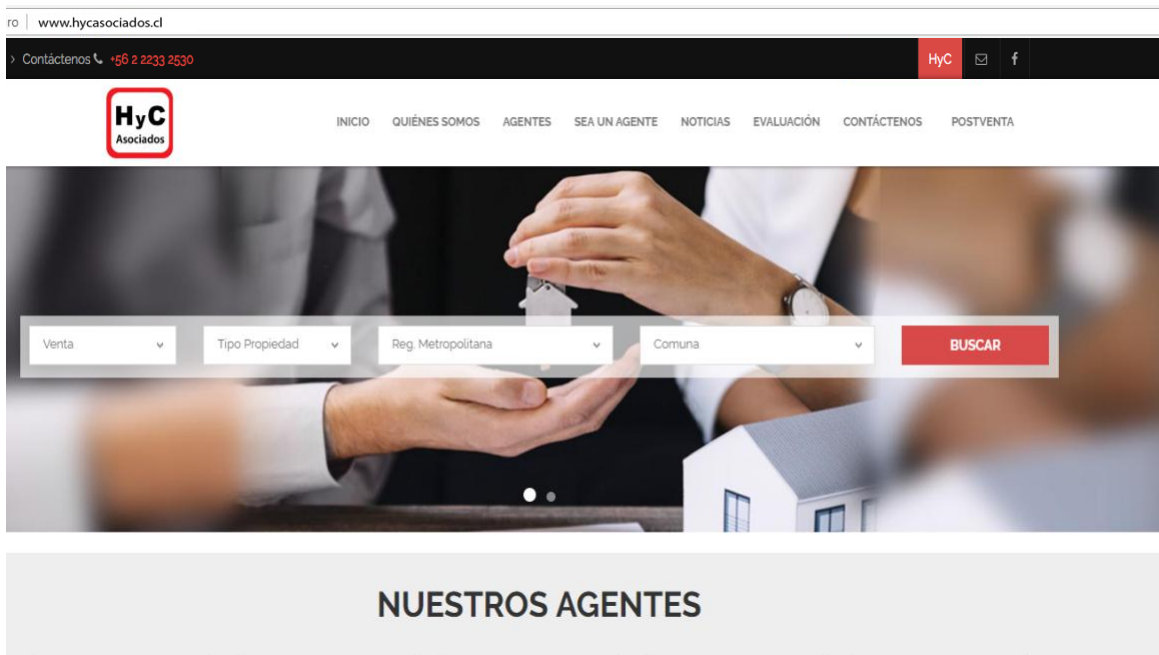 ro www.hycasociados.cl
> Contáctenos +56 2 2233 2530 HyC f
HyC
Asociados
INICIO QUIÉNES SOMOS AGENTES SEA UN AGENTE NOTICIAS EVALUACIÓN CONTÁCTENOS POSTVENTA
Venta Tipo Propiedad Reg. Metropolitana Comuna BUSCAR
NUESTROS AGENTES